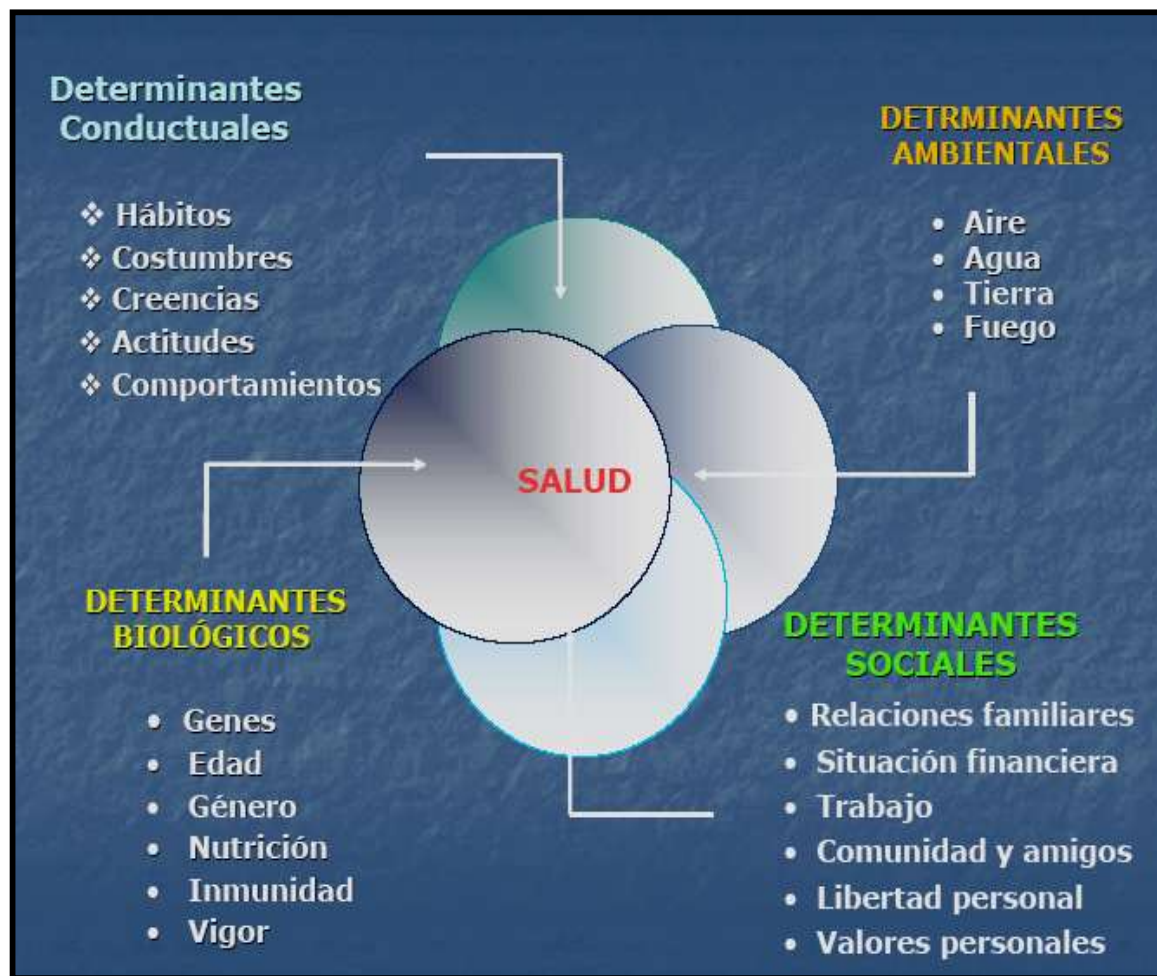 Determinantes
Conductuales
❖ Hábitos
❖ Costumbres
❖ Creencias
❖ Actitudes
❖ Comportamientos
DETRMINANTES
AMBIENTALES
• Aire
• Agua
• Tierra
• Fuego
SALUD
DETERMINANTES
BIOLÓGICOS
• Genes
• Edad
• Género
• Nutrición
• Inmunidad
• Vigor
DETERMINANTES
SOCIALES
• Relaciones familiares
• Situación financiera
• Trabajo
• Comunidad y amigos
• Libertad personal
• Valores personales